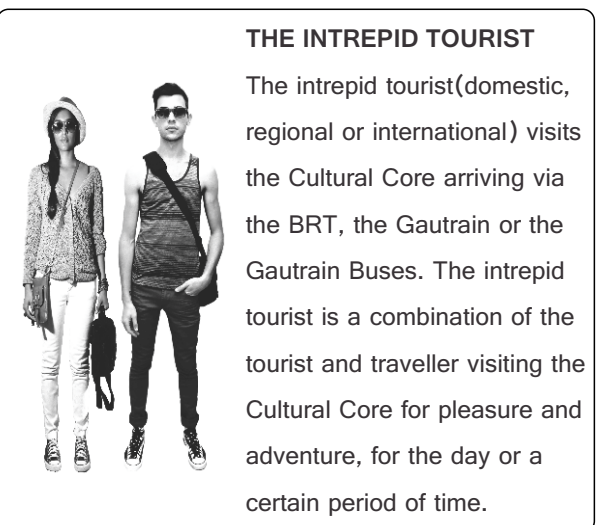 THE INTREPID TOURIST
The intrepid tourist(domestic,
regional or international) visits
the Cultural Core arriving via
the BRT, the Gautrain or the
Gautrain Buses. The intrepid
tourist is a combination of the
tourist and traveller visiting the
Cultural Core for pleasure and
adventure, for the day or a
certain period of time.